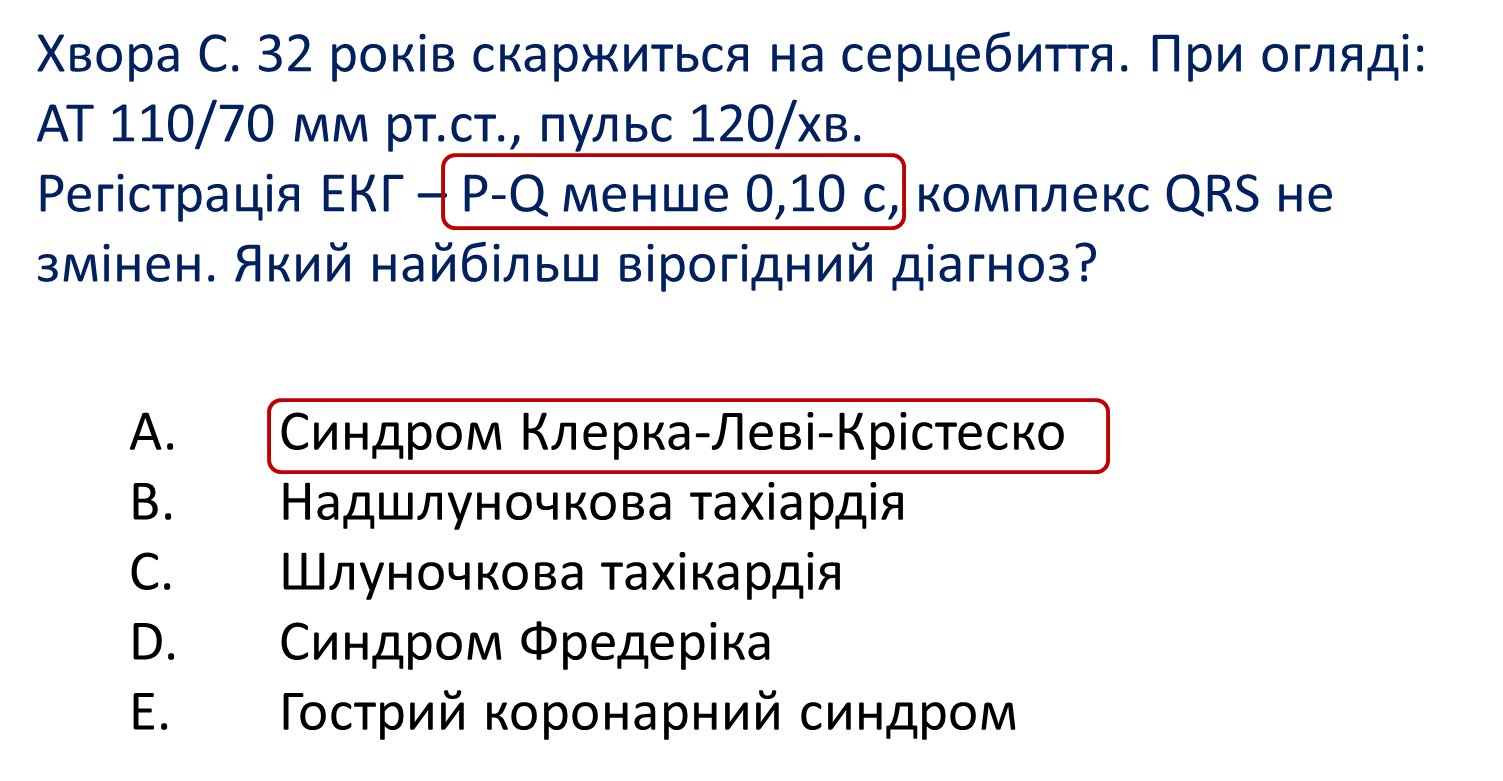 Хвора С. 32 років скаржиться на серцебиття. При огляді:
АТ 110/70 мм рт.ст., пульс 120/хв.
Регістрація ЕКГ – P-Q менше 0,10 с, комплекс QRS не
змінен. Який найбільш вірогідний діагноз?
A. Синдром Клерка-Леві-Крістеско
B. Надшлуночкова тахіардія
C. Шлуночкова тахікардія
D. Синдром Фредеріка
E. Гострий коронарний синдром